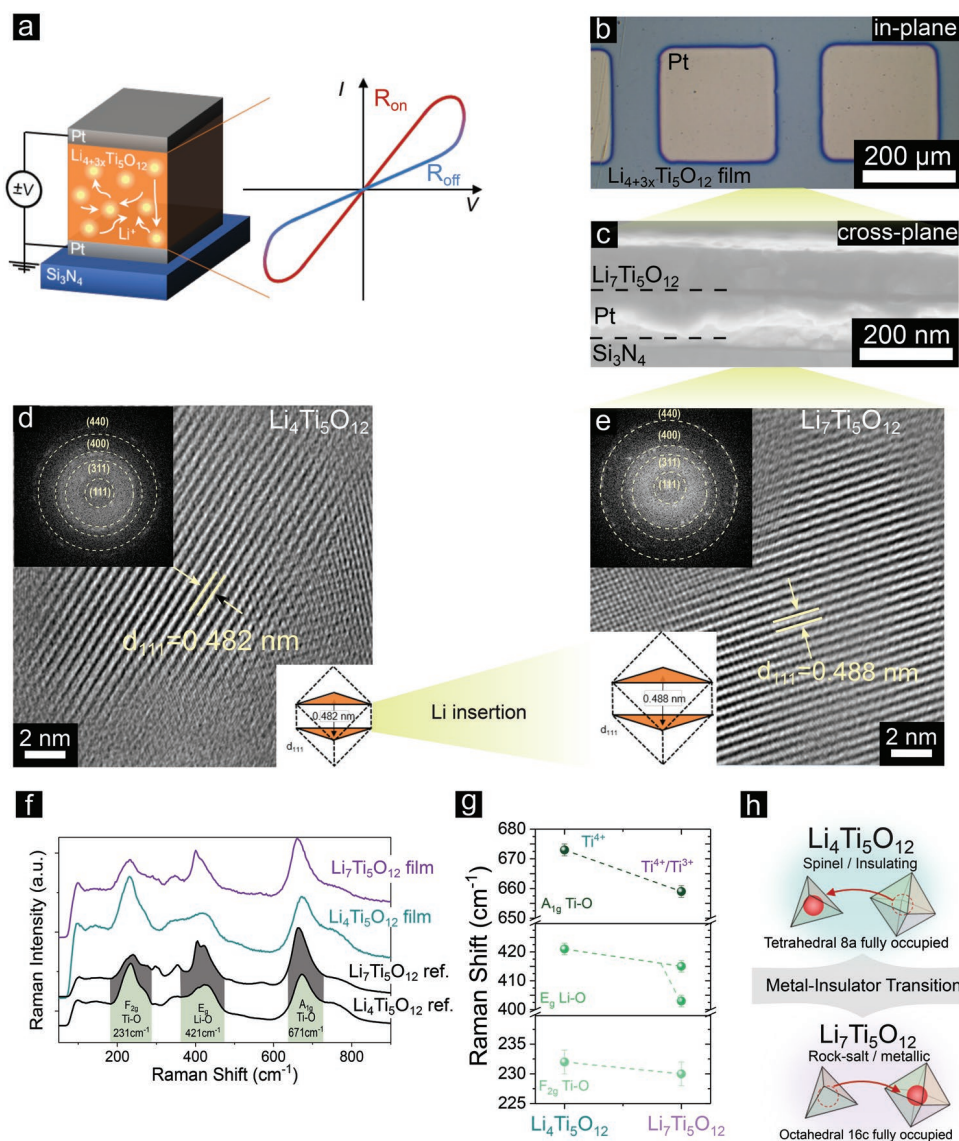 a
Pt
Li4+3xTi5O12
Li+
±V
Pt
Si3N4
I
Ron
Roff
V
b
in-plane
Pt
Li4+3xTi5O12 film
200 µm
c
cross-plane
Li7Ti5O12
Pt
Si3N4
200 nm
d
Li4Ti5O12
(440)
(400)
(311)
(111)
d111=0.482 nm
2 nm
0.482 nm
d111
Li insertion
e
Li7Ti5O12
(440)
(400)
(311)
(111)
d111=0.488 nm
2 nm
0.488 nm
d111
f
Raman Intensity (a.u.)
Li7Ti5O12 film
Li4Ti5O12 film
Li7Ti5O12 ref.
Li4Ti5O12 ref.
F2g
Ti-O
231cm-1
Eg
Li-O
421cm-1
A1g
Ti-O
671cm-1
200 400 600 800
Raman Shift (cm-1)
g
Raman Shift (cm-1)
680
670
660
650
Ti4+
Ti4+/Ti3+
A1g Ti-O
420
415
400
Eg Li-O
230
225
F2g Ti-O
Li4Ti5O12
Li7Ti5O12
h
Li4Ti5O12
Spinel / Insulating
Tetrahedral 8a fully occupied
Metal-Insulator Transition
Li7Ti5O12
Rock-salt / metallic
Octahedral 16c fully occupied